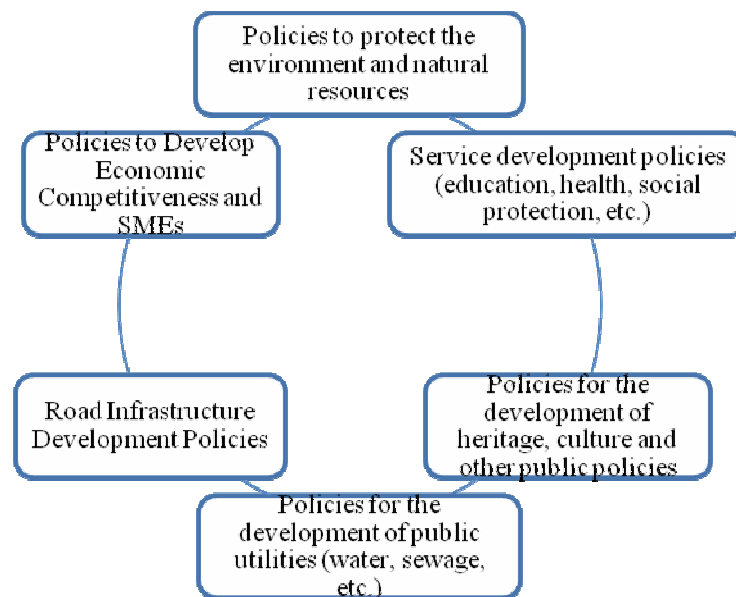 Policies to protect the
environment and natural
resources
Policies to Develop
Economic
Competitiveness and
SMEs
Service development policies
(education, health, social
protection, etc.)
Road Infrastructure
Development Policies
Policies for the
development of
heritage, culture and
other public policies
Policies for the
development of public
utilities (water, sewage,
etc.)